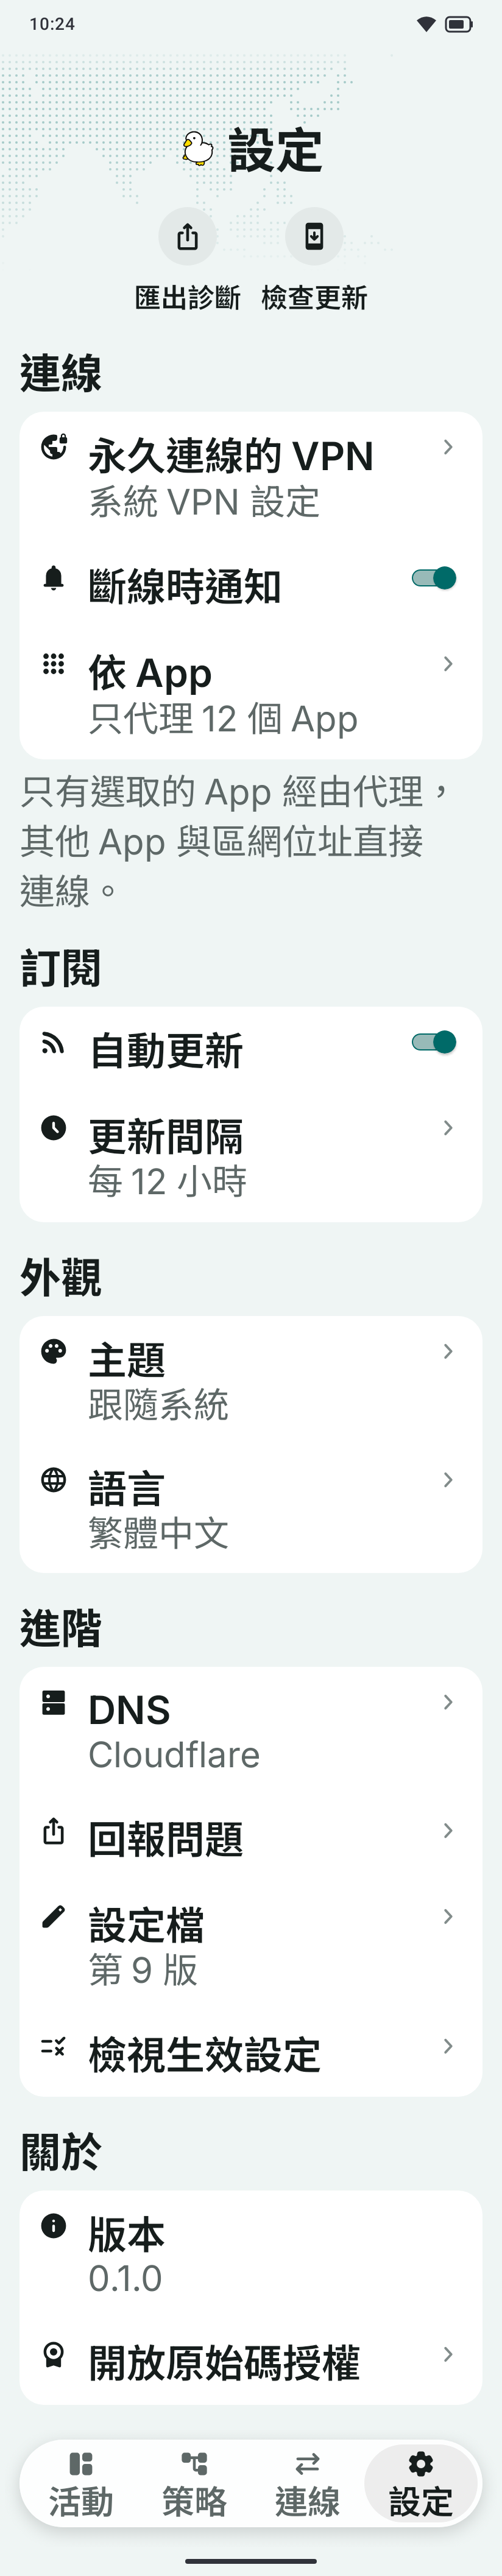 10:24
設定
匯出診斷
檢查更新
連線
永久連線的 VPN
系統 VPN 設定
斷線時通知
依 App
只代理 12 個 App
只有選取的 App 經由代理，
其他 App 與區網位址直接
連線。
訂閱
自動更新
更新間隔
每 12 小時
外觀
主題
跟隨系統
語言
繁體中文
進階
DNS
Cloudflare
回報問題
設定檔
第 9 版
檢視生效設定
關於
版本
0.1.0
開放原始碼授權
活動
策略
連線
設定